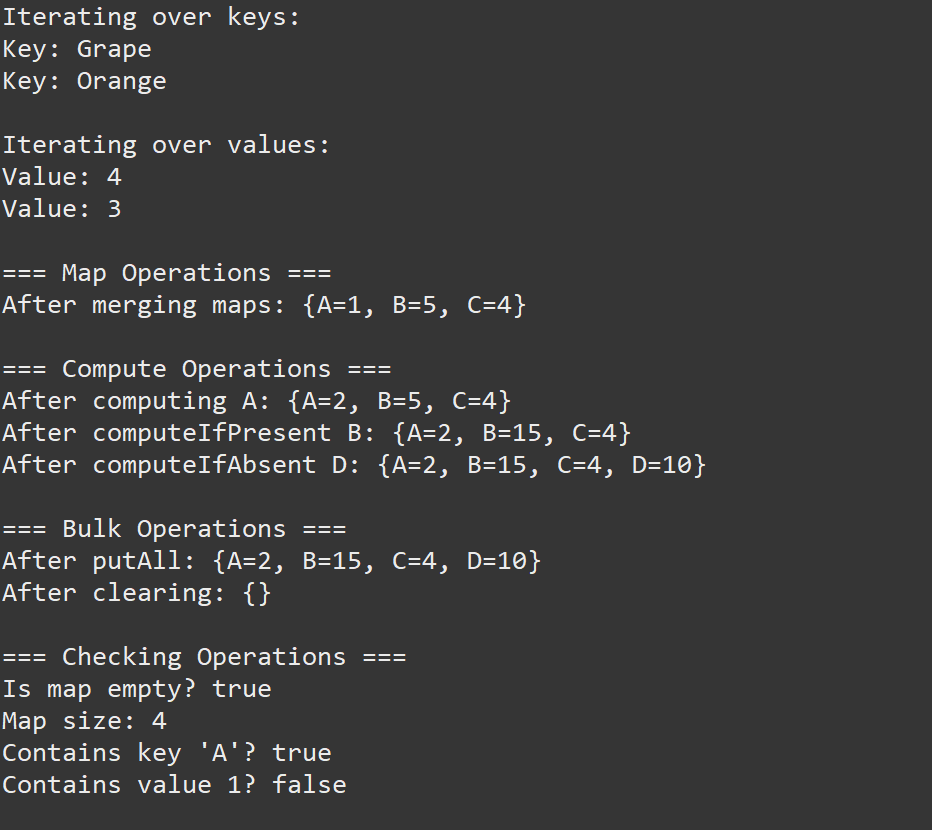 Iterating over keys:
Key: Grape
Key: Orange
Iterating over values:
Value: 4
Value: 3
=== Map Operations ===
After merging maps: {A=1, B=5, C=4}
=== Compute Operations ===
After computing A: {A=2, B=5, C=4}
After computeIfPresent B: {A=2, B=15, C=4}
After computeIfAbsent D: {A=2, B=15, C=4, D=10}
=== Bulk Operations ===
After putAll: {A=2, B=15, C=4, D=10}
After clearing: {}
=== Checking Operations ===
Is map empty? true
Map size: 4
Contains key 'A'? true
Contains value 1? false